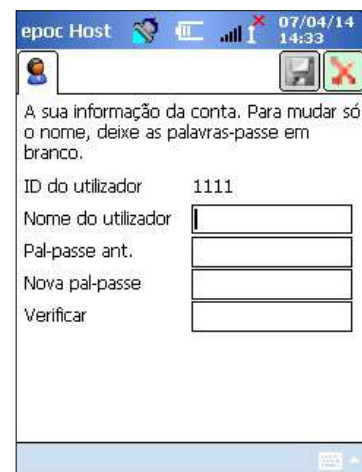 epoc Host
07/04/14
14:33
A sua informação da conta. Para mudar só
o nome, deixe as palavras-passe em
branco.
ID do utilizador 1111
Nome do utilizador
Pal-passe ant.
Nova pal-passe
Verificar